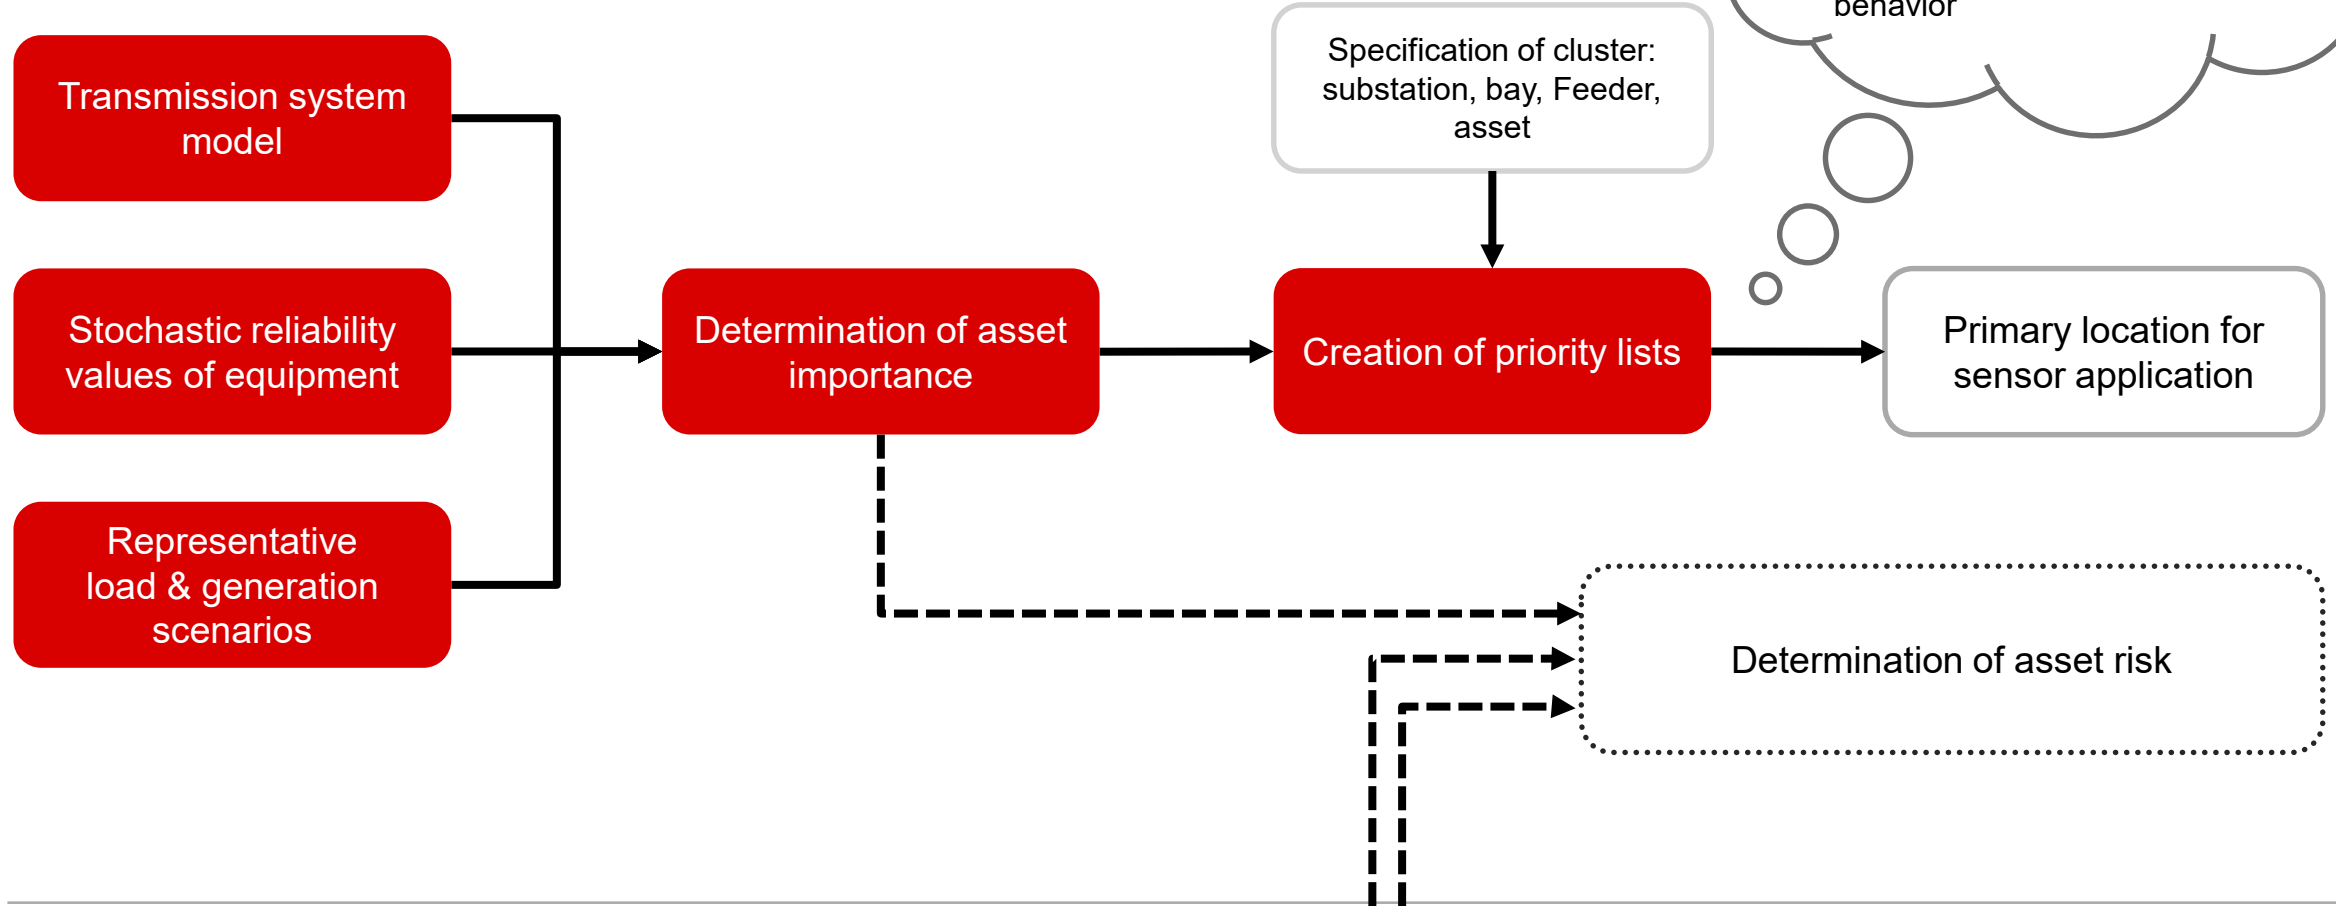 behavior
Specification of cluster:
substation, bay, Feeder,
asset
Transmission system
model
Stochastic reliability
values of equipment
Determination of asset
importance
Creation of priority lists
Primary location for
sensor application
Representative
load & generation
scenarios
Determination of asset risk